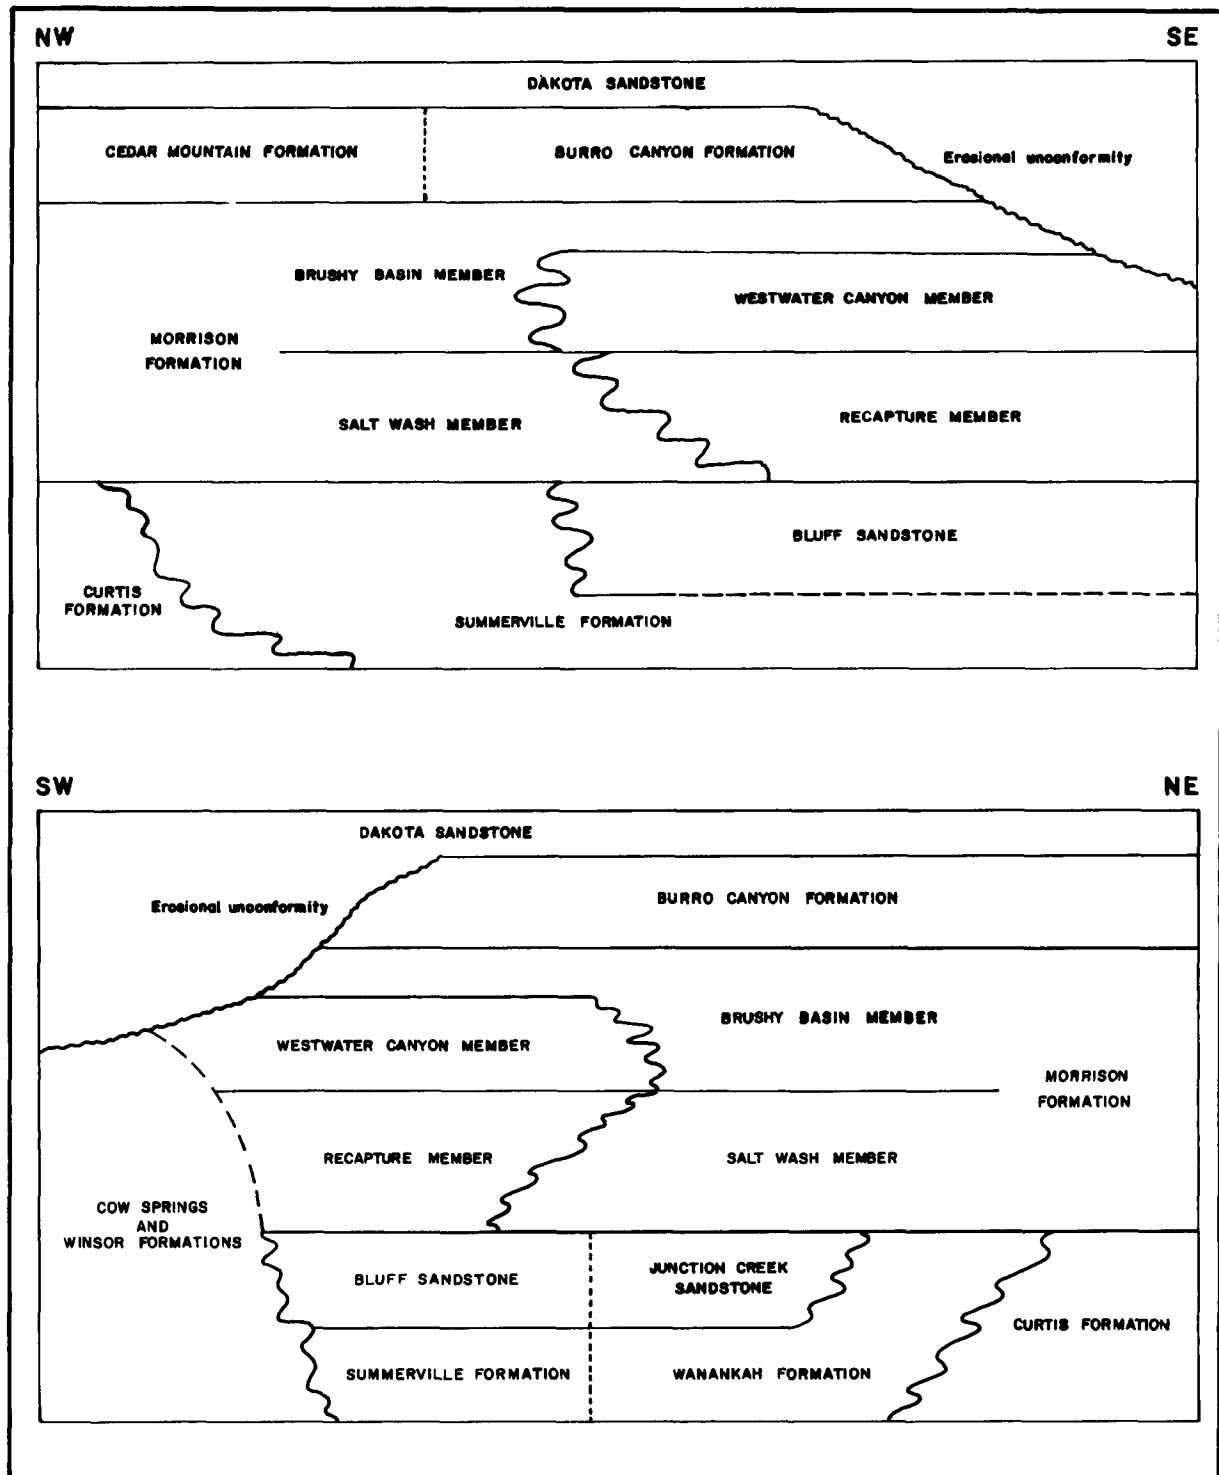 NW
SE
DAKOTA SANDSTONE
CEDAR MOUNTAIN FORMATION
BURRO CANYON FORMATION
Erosional unconformity
BRUSHY BASIN MEMBER
WESTWATER CANYON MEMBER
MORRISON
FORMATION
SALT WASH MEMBER
RECAPTURE MEMBER
BLUFF SANDSTONE
CURTIS
FORMATION
SUMMERVILLE FORMATION
SW
NE
DAKOTA SANDSTONE
BURRO CANYON FORMATION
Erosional unconformity
BRUSHY BASIN MEMBER
WESTWATER CANYON MEMBER
MORRISON
FORMATION
RECAPTURE MEMBER
SALT WASH MEMBER
COW SPRINGS
AND
WINSOR FORMATIONS
BLUFF SANDSTONE
JUNCTION CREEK
SANDSTONE
CURTIS FORMATION
SUMMERVILLE FORMATION
WANANKAH FORMATION